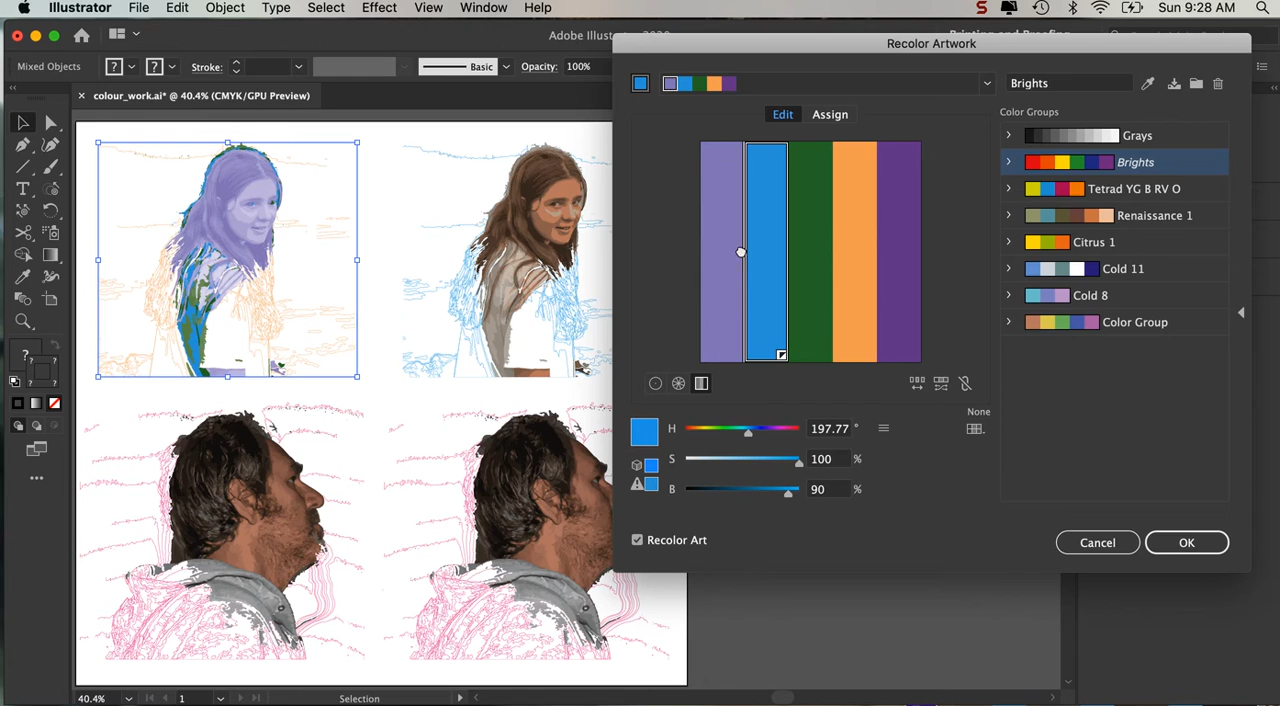 Illustrator File Edit Object Type Select Effect View Window Help S Sun 9:28 AM
Adobe Illustrator 2020
Recolor Artwork
Mixed Objects ? ? Stroke: Basic Opacity: 100%
× colour_work.ai* @ 40.4% (CMYK/GPU Preview)
Brights
Edit Assign
Color Groups
Grays
Brights
Tetrad YG B RV O
Renaissance 1
Citrus 1
Cold 11
Cold 8
Color Group
None
H 197.77 °
S 100 %
B 90 %
Recolor Art
Cancel OK
40.4% 1 Selection